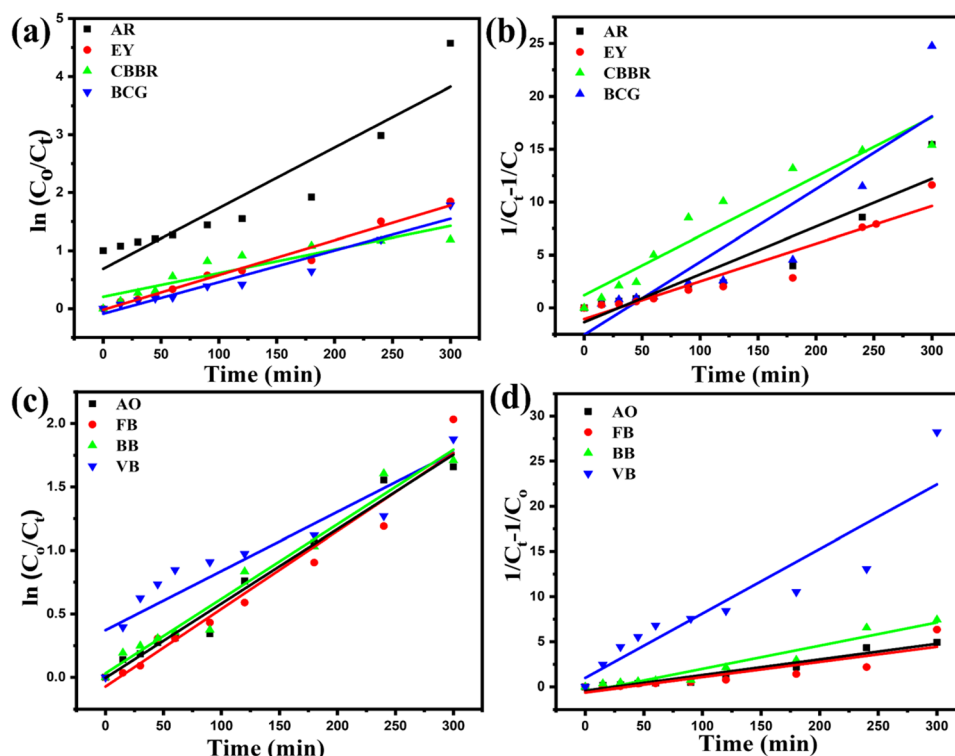 (a)
AR
EY
CBBR
BCG
ln (C₀/Cₜ)
5
4
3
2
1
0
0 50 100 150 200 250 300
Time (min)
(b)
AR
EY
CBBR
BCG
1/Cₜ-1/Cₒ
25
20
15
10
5
0
0 50 100 150 200 250 300
Time (min)
(c)
AO
FB
BB
VB
ln (Cₒ/Cₜ)
2.0
1.5
1.0
0.5
0.0
0 50 100 150 200 250 300
Time (min)
(d)
AO
FB
BB
VB
1/Cₜ-1/Cₒ
30
25
20
15
10
5
0
0 50 100 150 200 250 300
Time (min)